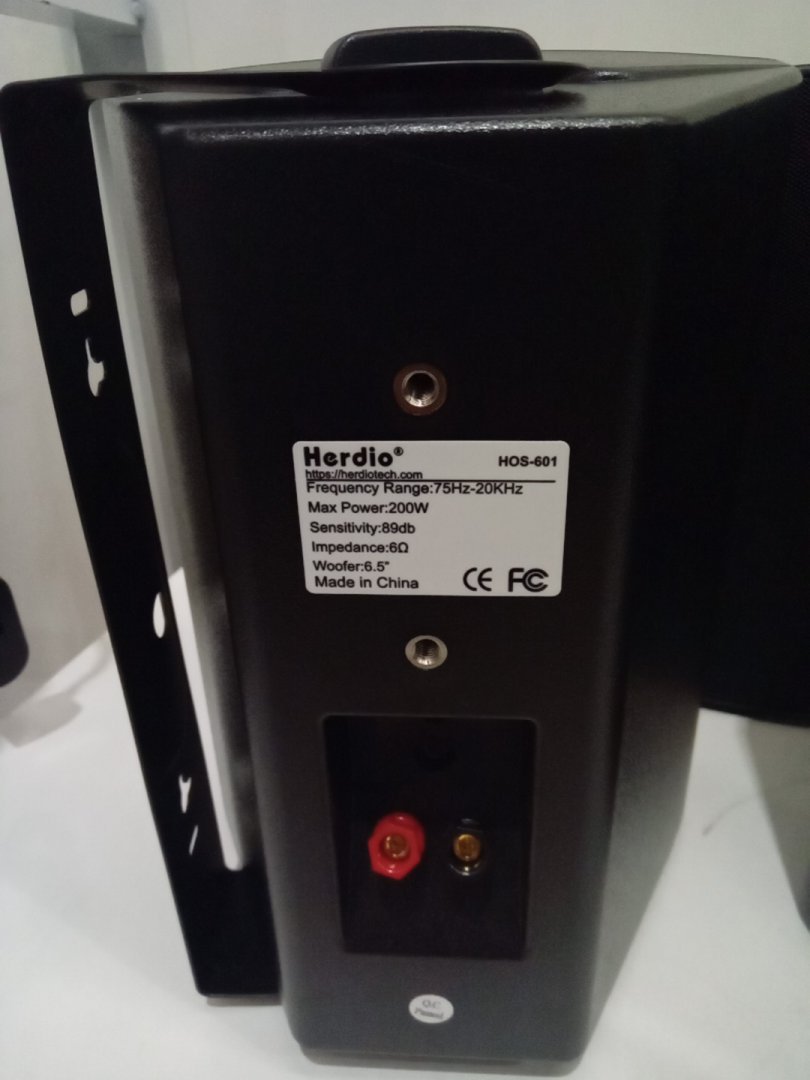 Herdio®
HOS-601
https://herdiotech.com
Frequency Range:75Hz-20KHz
Max Power:200W
Sensitivity:89db
Impedance:6Ω
Woofer:6.5"
Made in China
CE FC
QC
Passed